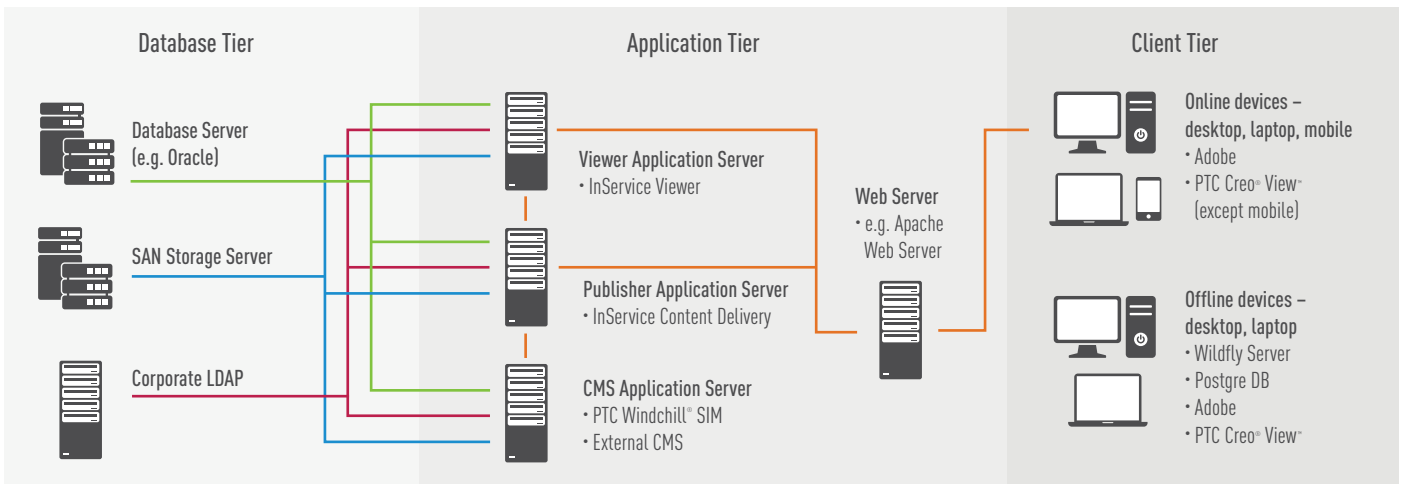 Database Tier
Database Server
(e.g. Oracle)
SAN Storage Server
Corporate LDAP
Application Tier
Viewer Application Server
• InService Viewer
Publisher Application Server
• InService Content Delivery
CMS Application Server
• PTC Windchill® SIM
• External CMS
Web Server
• e.g. Apache
Web Server
Client Tier
Online devices –
desktop, laptop, mobile
• Adobe
• PTC Creo® View™
(except mobile)
Offline devices –
desktop, laptop
• Wildfly Server
• Postgre DB
• Adobe
• PTC Creo® View™